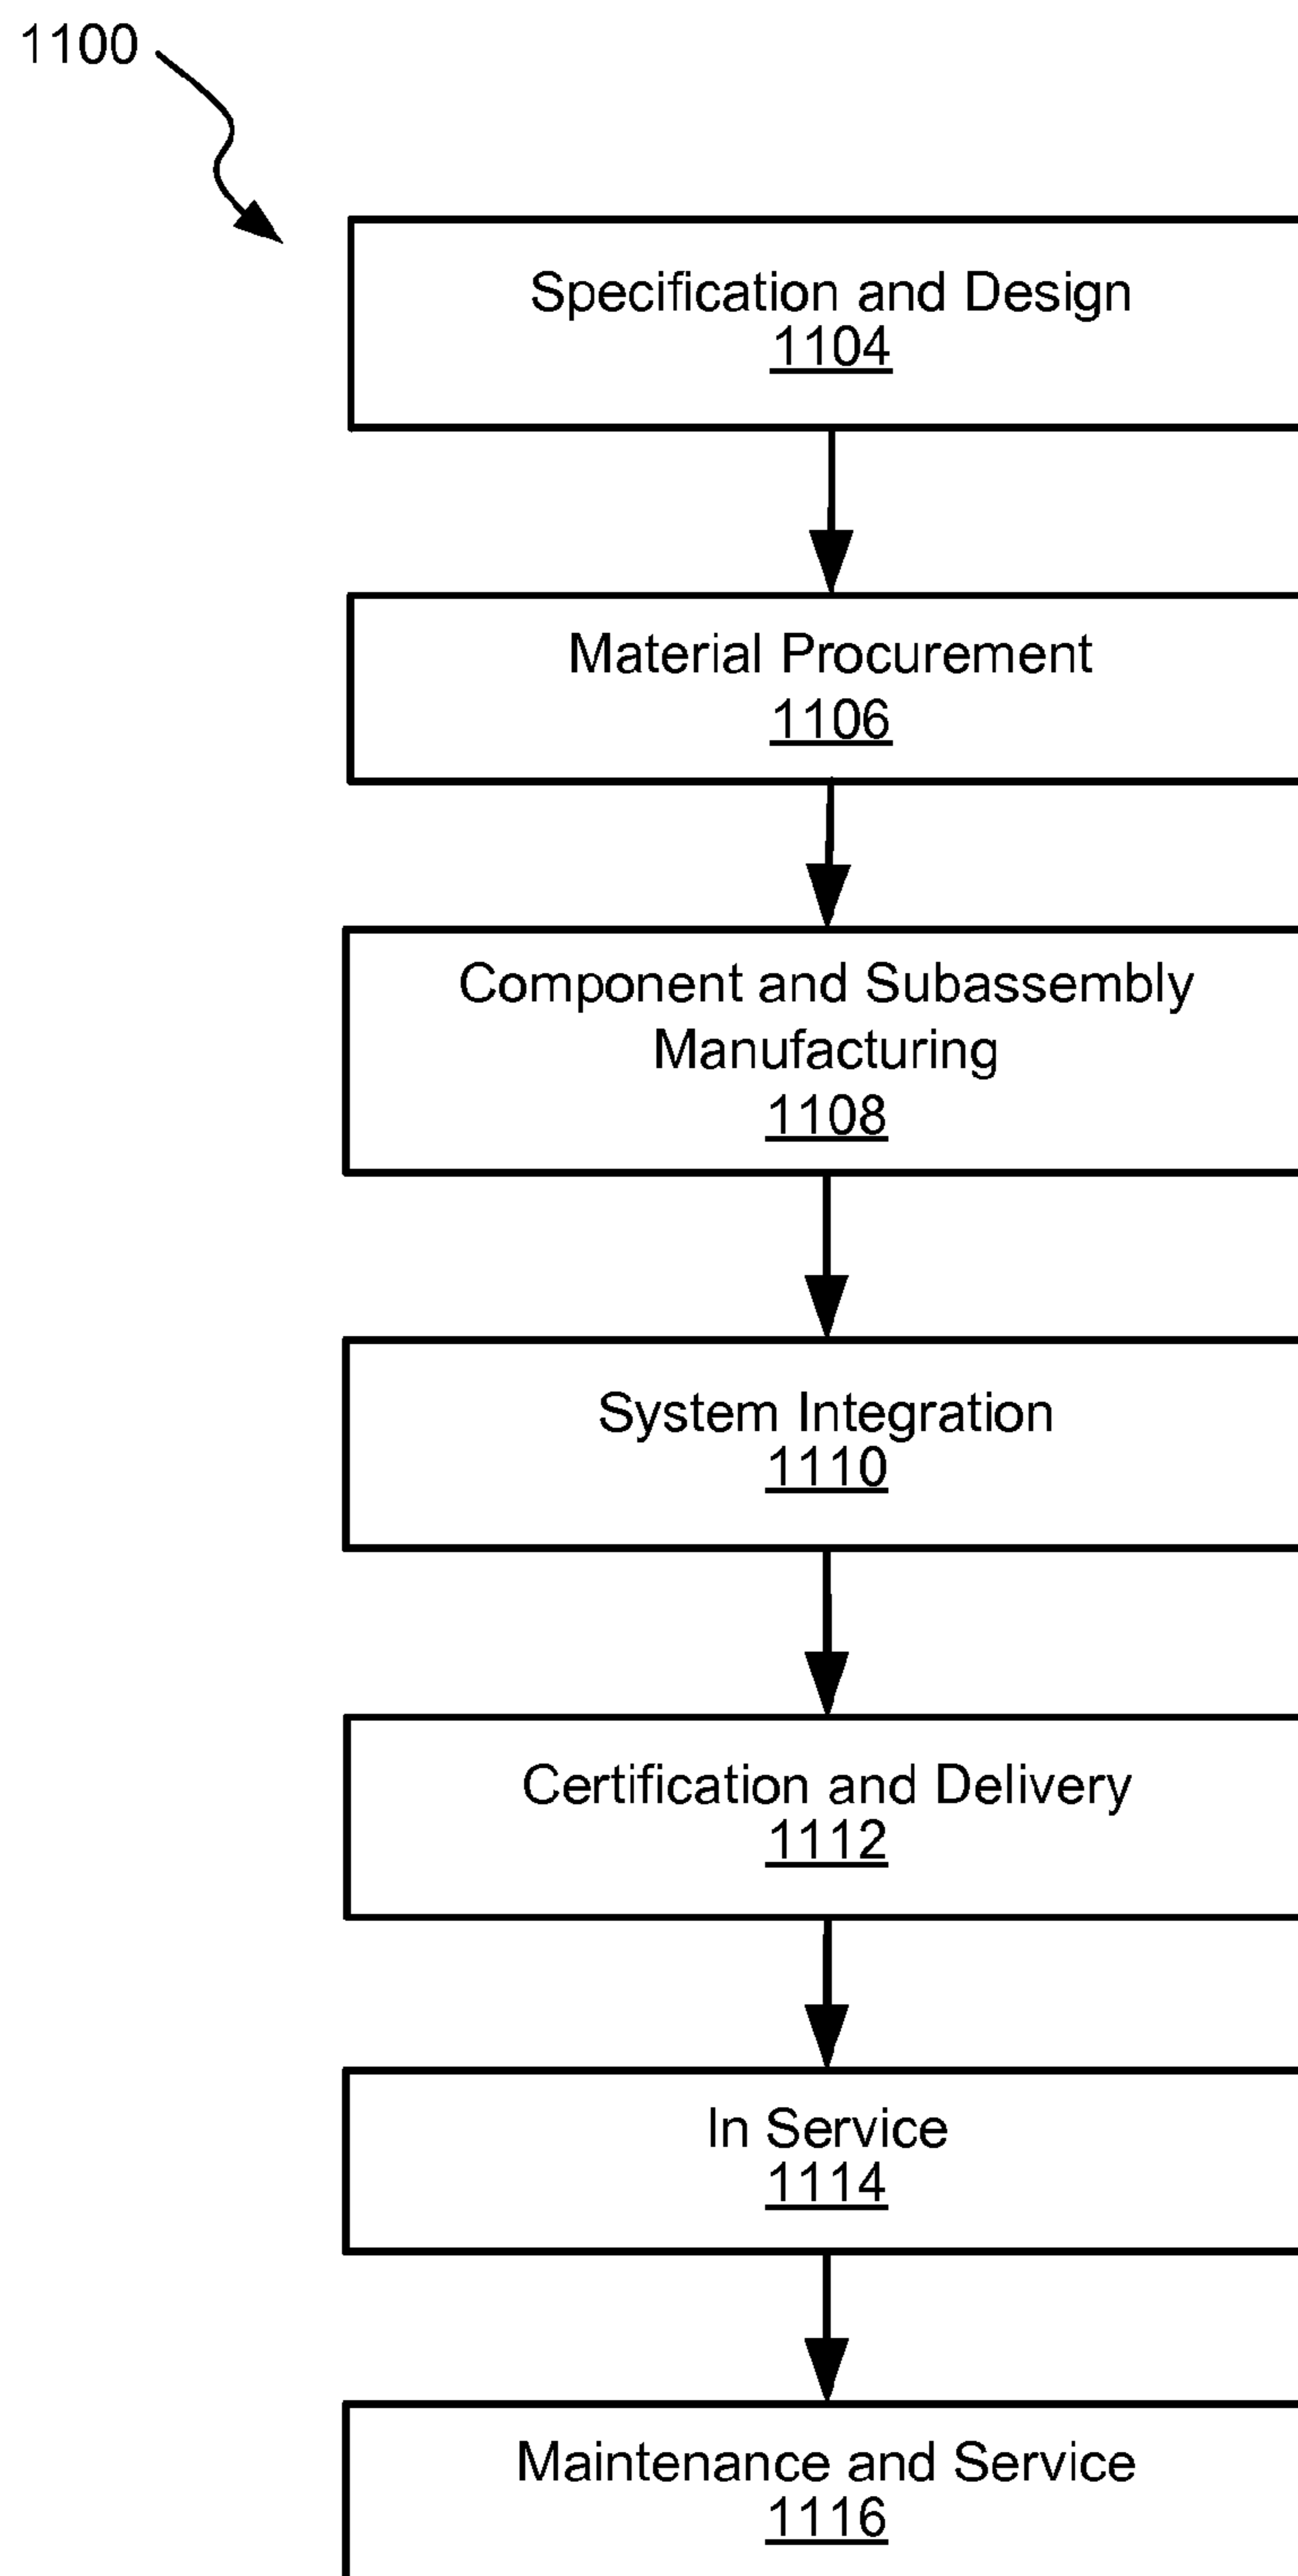 1100
Specification and Design
1104
Material Procurement
1106
Component and Subassembly
Manufacturing
1108
System Integration
1110
Certification and Delivery
1112
In Service
1114
Maintenance and Service
1116